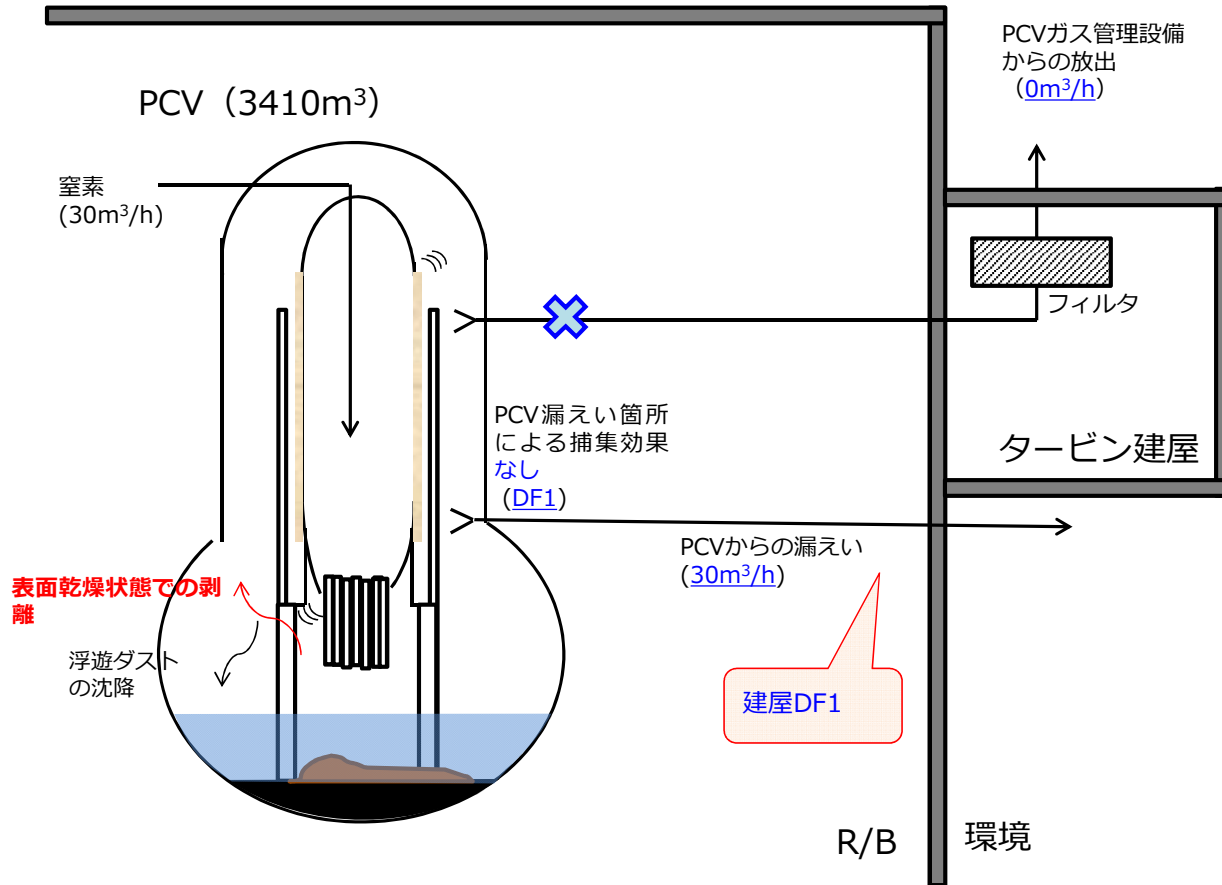 PCVガス管理設備
からの放出
（0m³/h）
PCV（3410m³）
窒素
(30m³/h)
フィルタ
PCV漏えい箇所
による捕集効果
なし
（DF1）
タービン建屋
PCVからの漏えい
(30m³/h)
表面乾燥状態での剥
離
浮遊ダスト
の沈降
建屋DF1
R/B
環境